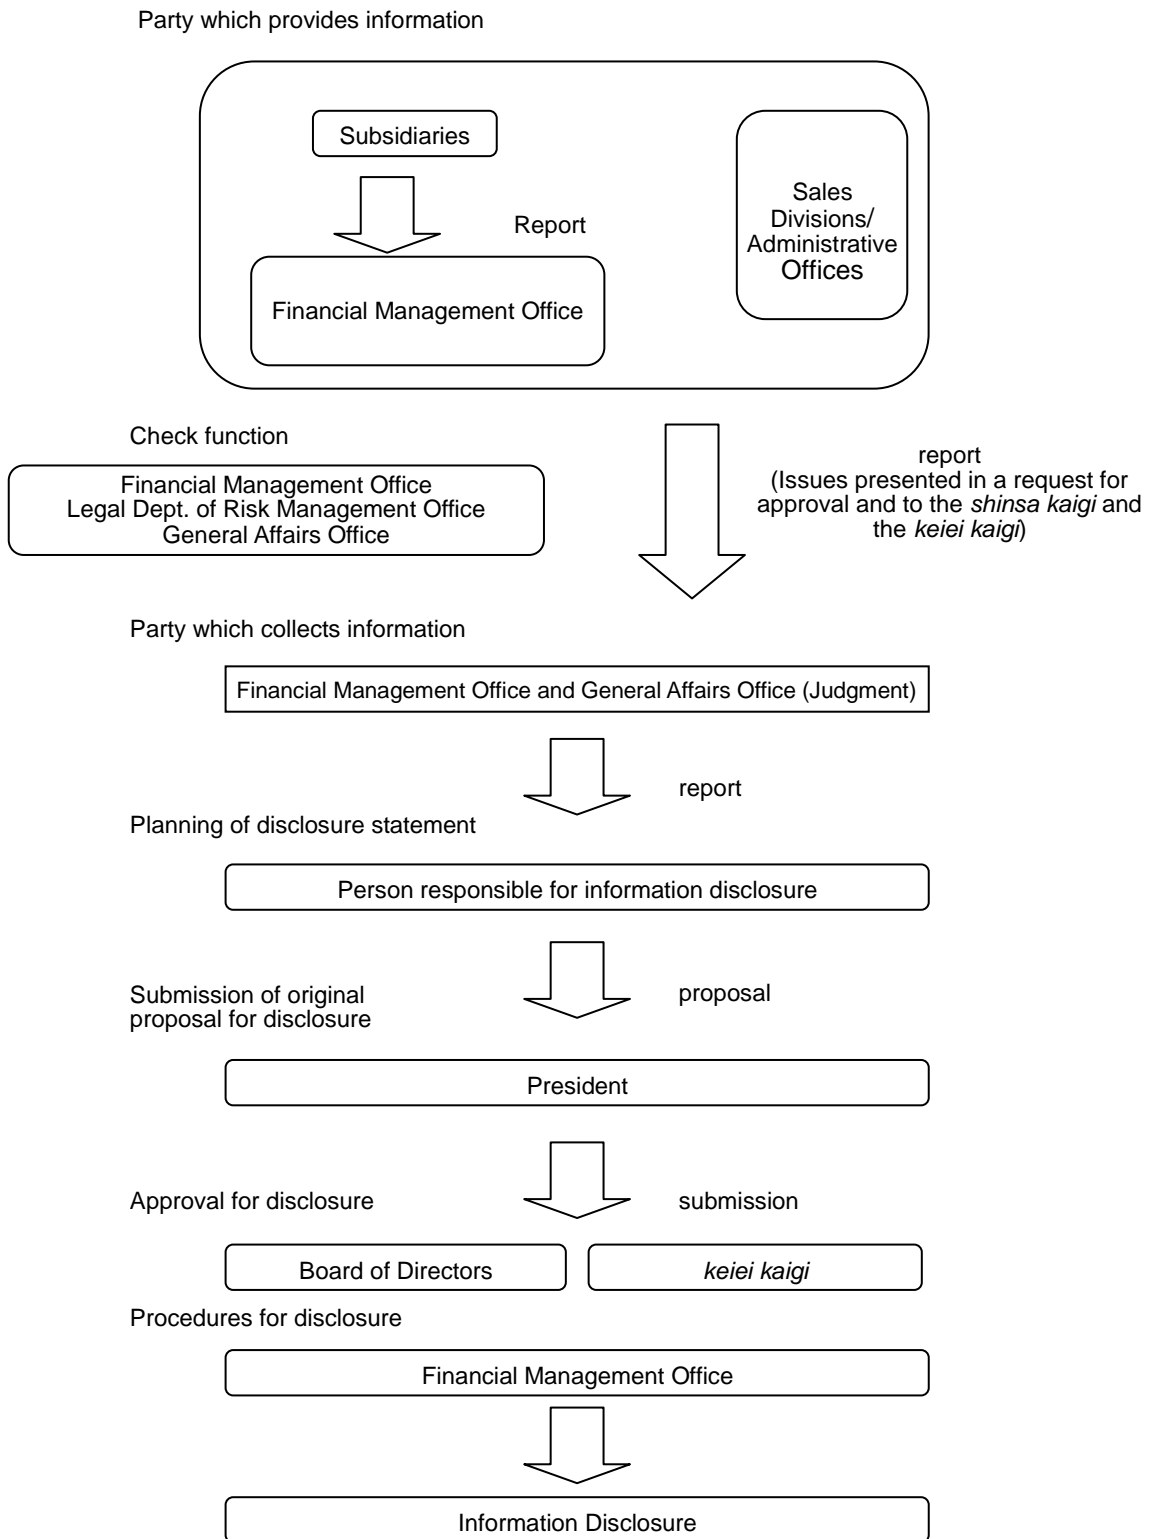 Party which provides information
Subsidiaries
Report
Financial Management Office
Sales
Divisions/
Administrative
Offices
Check function
Financial Management Office
Legal Dept. of Risk Management Office
General Affairs Office
report
(Issues presented in a request for
approval and to the shinsa kaigi and
the keiei kaigi)
Party which collects information
Financial Management Office and General Affairs Office (Judgment)
report
Planning of disclosure statement
Person responsible for information disclosure
Submission of original
proposal for disclosure
proposal
President
Approval for disclosure
submission
Board of Directors
keiei kaigi
Procedures for disclosure
Financial Management Office
Information Disclosure